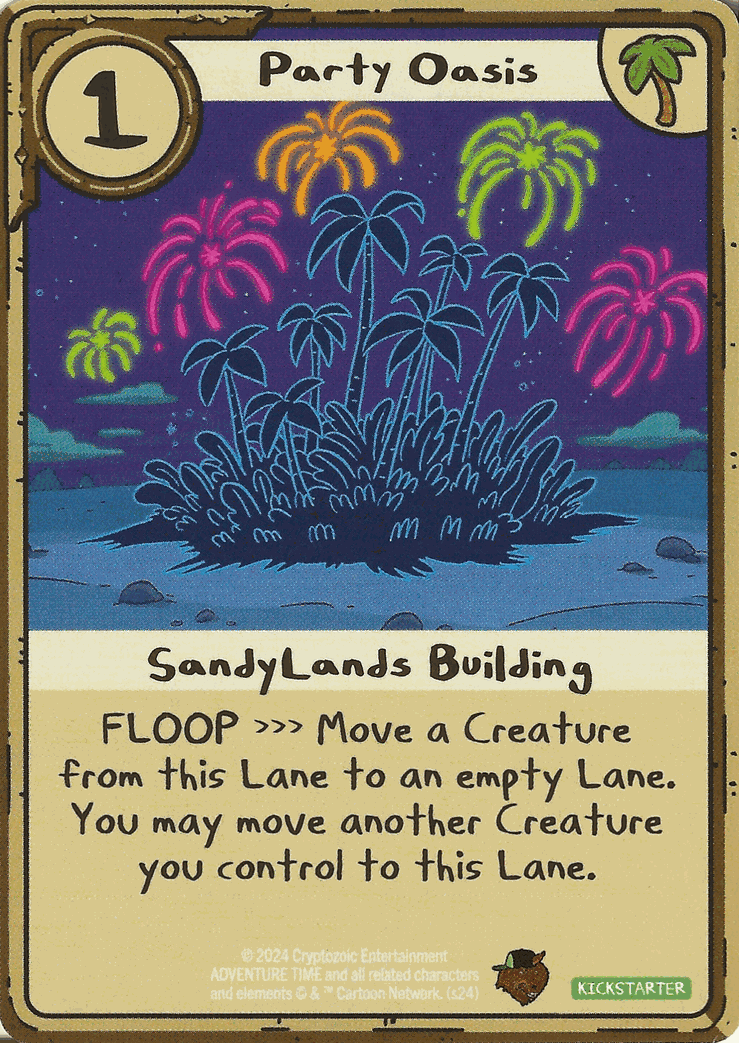 1
Party Oasis
SandyLands Building
FLOOP >>> Move a Creature
from this Lane to an empty Lane.
You may move another Creature
you control to this Lane.
© 2024 Cryptozoic Entertainment
ADVENTURE TIME and all related characters
and elements © & ™ Cartoon Network. (s24)
KICKSTARTER